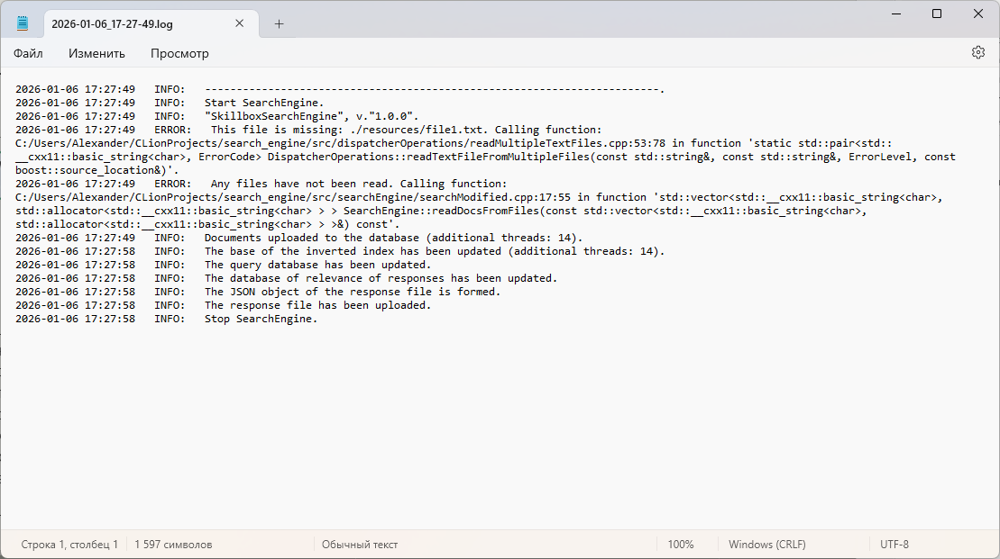 2026-01-06_17-27-49.log
Файл Изменить Просмотр
2026-01-06 17:27:49 INFO: ------------------------------------------------------------------------.
2026-01-06 17:27:49 INFO: Start SearchEngine.
2026-01-06 17:27:49 INFO: "SkillboxSearchEngine", v."1.0.0".
2026-01-06 17:27:49 ERROR: This file is missing: ./resources/file1.txt. Calling function:
C:/Users/Alexander/CLionProjects/search_engine/src/dispatcherOperations/readMultipleTextFiles.cpp:53:78 in function 'static std::pair<std::
__cxx11::basic_string<char>, ErrorCode> DispatcherOperations::readTextFileFromMultipleFiles(const std::string&, const std::string&, ErrorLevel, const
boost::source_location&)'.
2026-01-06 17:27:49 ERROR: Any files have not been read. Calling function:
C:/Users/Alexander/CLionProjects/search_engine/src/searchEngine/searchModified.cpp:17:55 in function 'std::vector<std::__cxx11::basic_string<char>,
std::allocator<std::__cxx11::basic_string<char> > > SearchEngine::readDocsFromFiles(const std::vector<std::__cxx11::basic_string<char>,
std::allocator<std::__cxx11::basic_string<char> > >&) const'.
2026-01-06 17:27:49 INFO: Documents uploaded to the database (additional threads: 14).
2026-01-06 17:27:58 INFO: The base of the inverted index has been updated (additional threads: 14).
2026-01-06 17:27:58 INFO: The query database has been updated.
2026-01-06 17:27:58 INFO: The database of relevance of responses has been updated.
2026-01-06 17:27:58 INFO: The JSON object of the response file is formed.
2026-01-06 17:27:58 INFO: The response file has been uploaded.
2026-01-06 17:27:58 INFO: Stop SearchEngine.
Строка 1, столбец 1 1 597 символов Обычный текст 100% Windows (CRLF) UTF-8